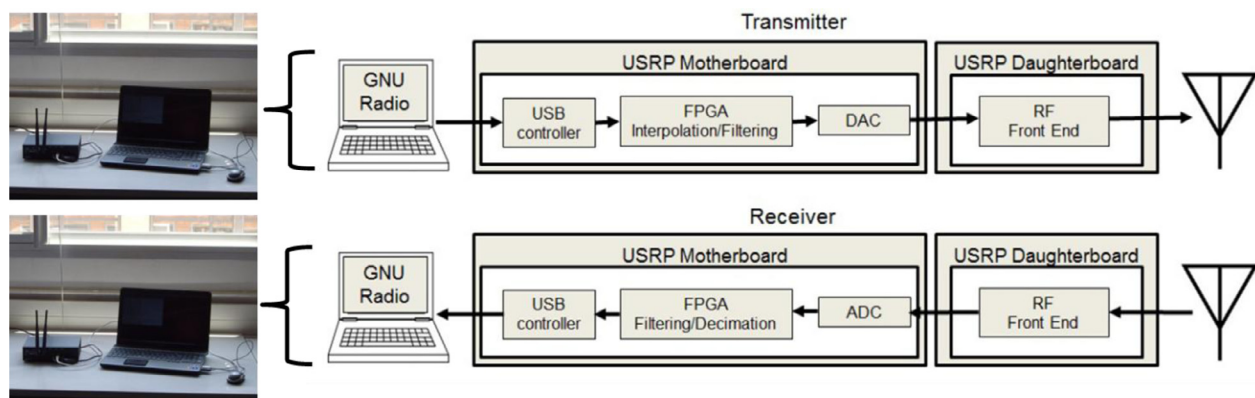 Transmitter
USRP Motherboard
USRP Daughterboard
GNU
Radio
USB
controller
FPGA
Interpolation/Filtering
DAC
RF
Front End
Receiver
USRP Motherboard
USRP Daughterboard
GNU
Radio
USB
controller
FPGA
Filtering/Decimation
ADC
RF
Front End